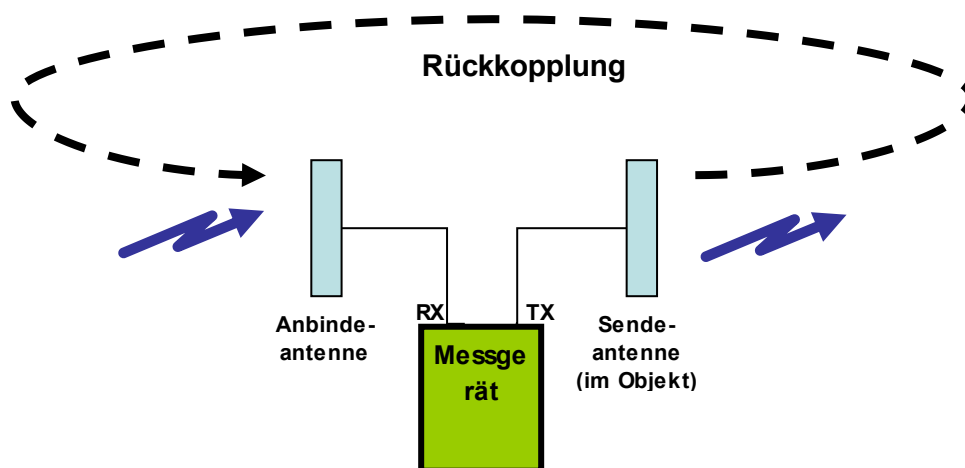 Rückkopplung
RX
TX
Anbinde-
antenne
Messge
rät
Sende-
antenne
(im Objekt)